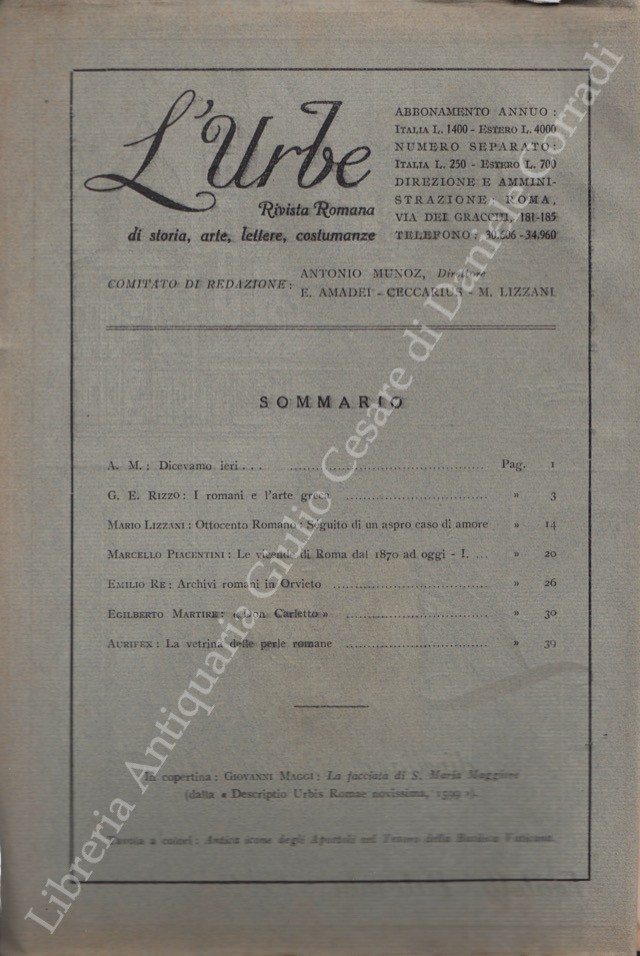 L'Urbe
Rivista Romana
di storia, arte, lettere, costumanze
ABBONAMENTO ANNUO:
ITALIA L. 1400 - ESTERO L. 4000
NUMERO SEPARATO:
ITALIA L. 250 - ESTERO L. 700
DIREZIONE E AMMINI-
STRAZIONE: ROMA,
VIA DEI GRACCHI, 181-185
TELEFONO: 30.606 - 34.960
COMITATO DI REDAZIONE:
ANTONIO MUNOZ, Direttore
E. AMADEI - CECCARIUS - M. LIZZANI.
SOMMARIO
A. M.: Dicevamo ieri . . . Pag. 1
G. E. RIZZO: I romani e l'arte greca » 3
MARIO LIZZANI: Ottocento Romano: Seguito di un aspro caso di amore » 14
MARCELLO PIACENTINI: Le vicende di Roma dal 1870 ad oggi - I. ... » 20
EMILIO RE: Archivi romani in Orvieto » 26
EGILBERTO MARTIRE: « Don Carletto » » 30
AURIFEX: La vetrina delle perle romane » 39
In copertina: GIOVANNI MAGGI: La facciata di S. Maria Maggiore
(dalla « Descriptio Urbis Romae novissima, 1599 »).
Tavola a colori: Antica icone degli Apostoli nel Tesoro della Basilica Vaticana.
Libreria Antiquaria Giulio Cesare di Daniele Corradi